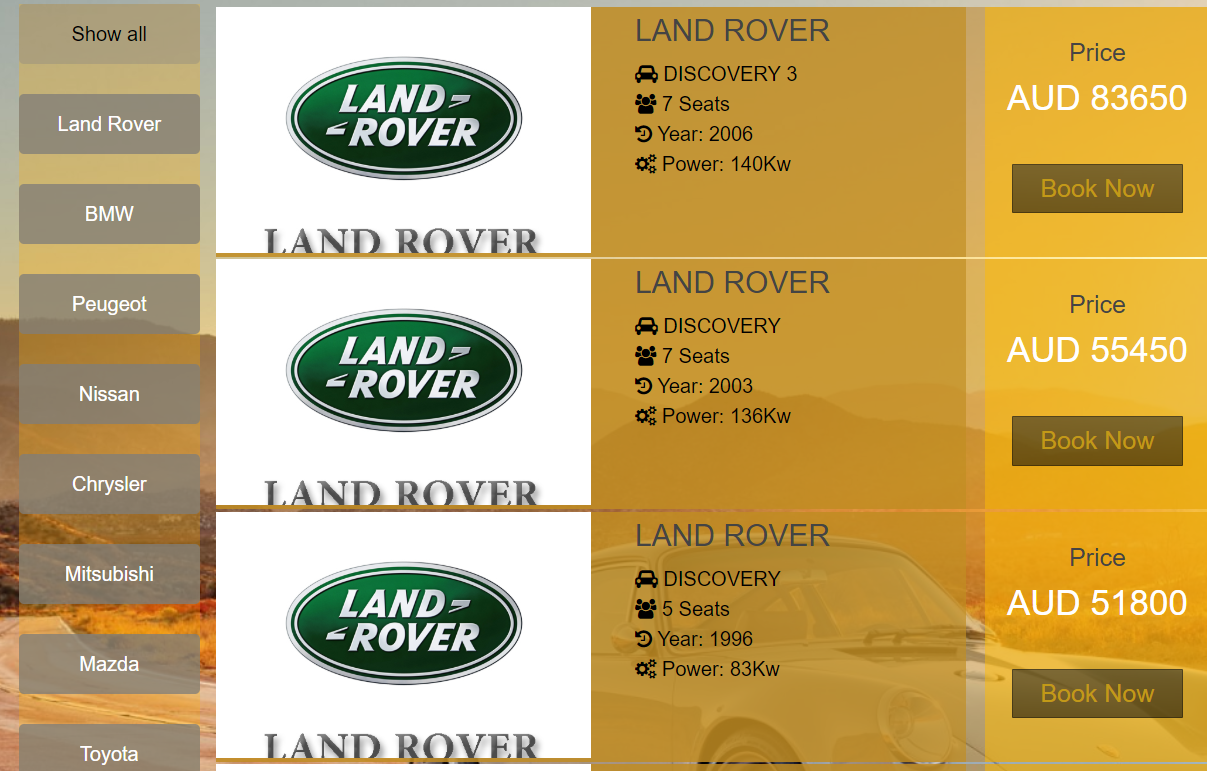 Show all
Land Rover
BMW
Peugeot
Nissan
Chrysler
Mitsubishi
Mazda
Toyota
LAND
ROVER
LAND ROVER
LAND ROVER
DISCOVERY 3
7 Seats
Year: 2006
Power: 140Kw
Price
AUD 83650
Book Now
LAND
ROVER
LAND ROVER
LAND ROVER
DISCOVERY
7 Seats
Year: 2003
Power: 136Kw
Price
AUD 55450
Book Now
LAND
ROVER
LAND ROVER
LAND ROVER
DISCOVERY
5 Seats
Year: 1996
Power: 83Kw
Price
AUD 51800
Book Now